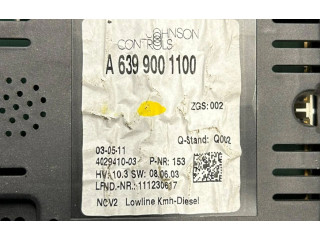 JOHNSON
CONTROLS
A 639 900 1100
ZGS: 002
Q-Stand: Q002
03-05-11
4029410-03 P-NR: 153
HW: 10.3 SW: 08.06.03
LFND.-NR.: 111230617
NCV2 Lowline Kmh-Diesel